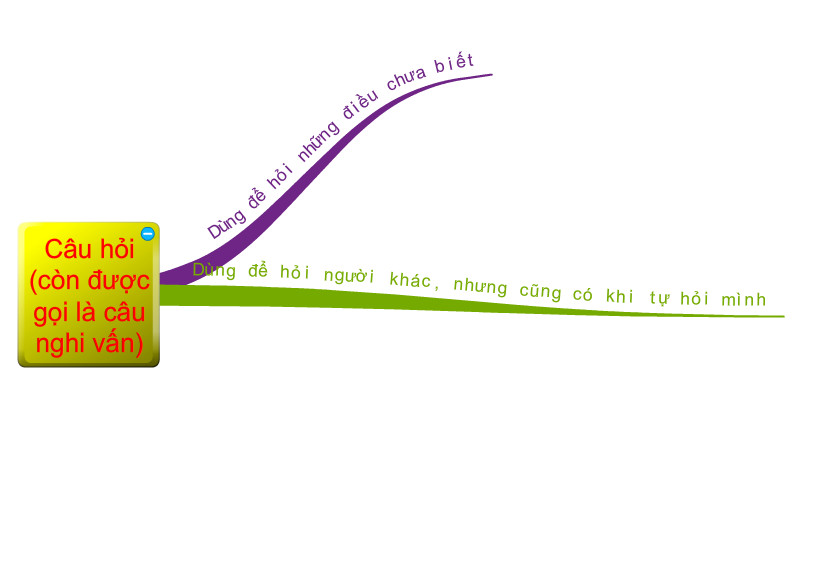 Dùng để hỏi những điều chưa biết
Câu hỏi
(còn được
gọi là câu
nghi vấn)
Dùng để hỏi người khác, nhưng cũng có khi tự hỏi mình